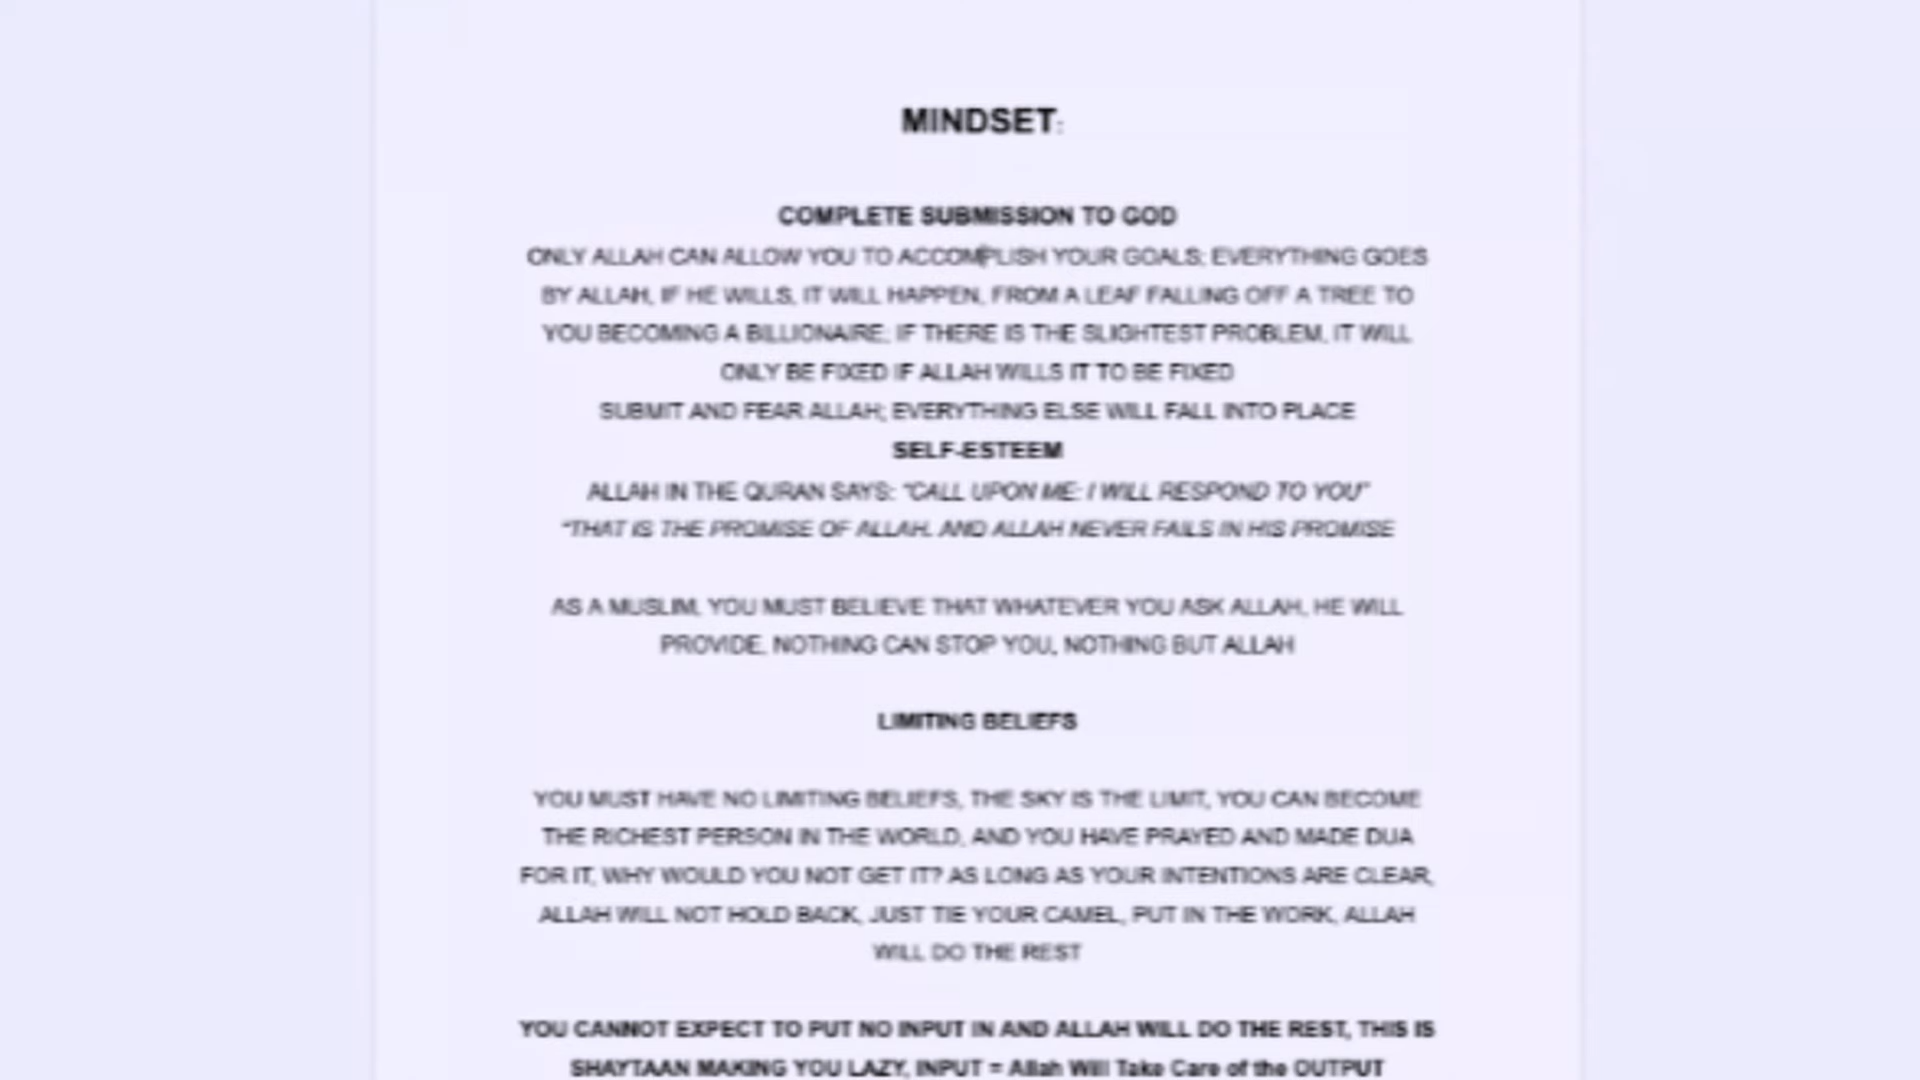 MINDSET:
COMPLETE SUBMISSION TO GOD
ONLY ALLAH CAN ALLOW YOU TO ACCOMPLISH YOUR GOALS; EVERYTHING GOES
BY ALLAH, IF HE WILLS, IT WILL HAPPEN, FROM A LEAF FALLING OFF A TREE TO
YOU BECOMING A BILLIONAIRE; IF THERE IS THE SLIGHTEST PROBLEM, IT WILL
ONLY BE FIXED IF ALLAH WILLS IT TO BE FIXED
SUBMIT AND FEAR ALLAH; EVERYTHING ELSE WILL FALL INTO PLACE
SELF-ESTEEM
ALLAH IN THE QURAN SAYS: "CALL UPON ME; I WILL RESPOND TO YOU"
"THAT IS THE PROMISE OF ALLAH. AND ALLAH NEVER FAILS IN HIS PROMISE
AS A MUSLIM, YOU MUST BELIEVE THAT WHATEVER YOU ASK ALLAH, HE WILL
PROVIDE, NOTHING CAN STOP YOU, NOTHING BUT ALLAH
LIMITING BELIEFS
YOU MUST HAVE NO LIMITING BELIEFS, THE SKY IS THE LIMIT, YOU CAN BECOME
THE RICHEST PERSON IN THE WORLD, AND YOU HAVE PRAYED AND MADE DUA
FOR IT, WHY WOULD YOU NOT GET IT? AS LONG AS YOUR INTENTIONS ARE CLEAR,
ALLAH WILL NOT HOLD BACK, JUST TIE YOUR CAMEL, PUT IN THE WORK, ALLAH
WILL DO THE REST
YOU CANNOT EXPECT TO PUT NO INPUT IN AND ALLAH WILL DO THE REST, THIS IS
SHAYTAAN MAKING YOU LAZY, INPUT = Allah Will Take Care of the OUTPUT